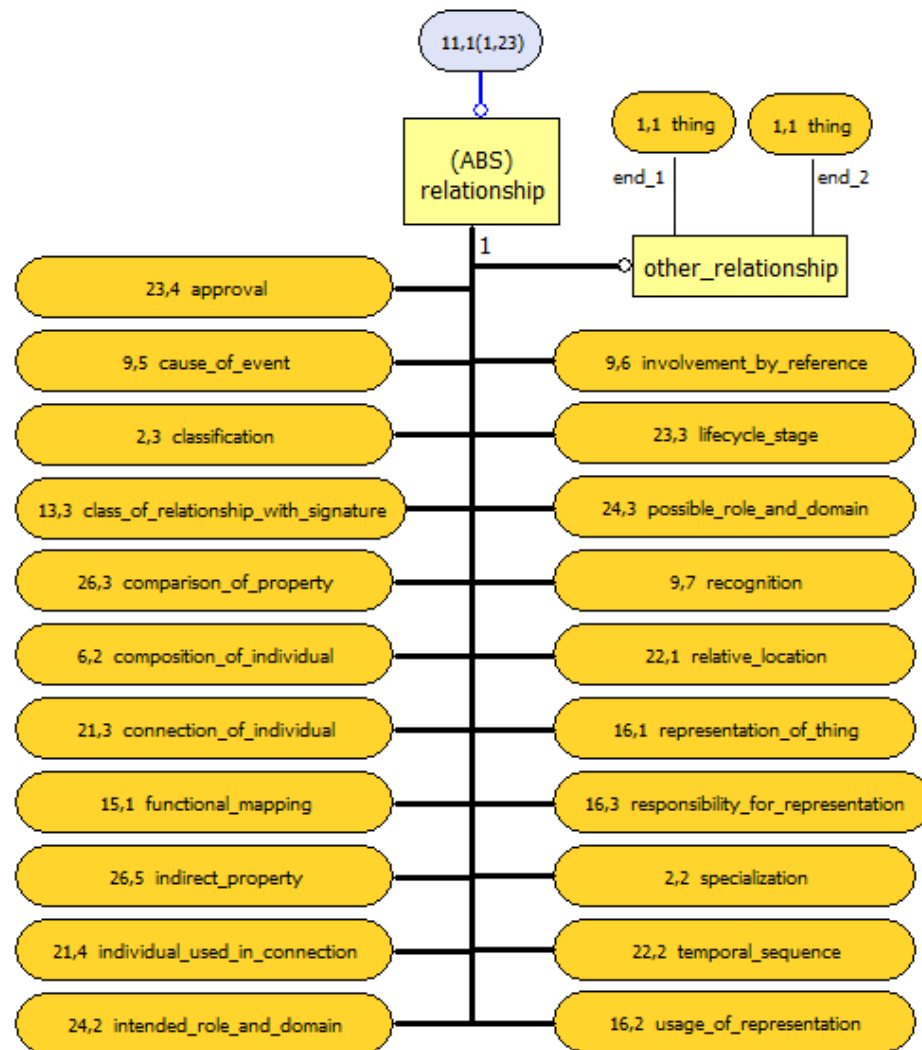 11,1(1,23)
1,1 thing
1,1 thing
(ABS)
relationship
end_1
end_2
1
other_relationship
23,4 approval
9,5 cause_of_event
9,6 involvement_by_reference
2,3 classification
23,3 lifecycle_stage
13,3 class_of_relationship_with_signature
24,3 possible_role_and_domain
26,3 comparison_of_property
9,7 recognition
6,2 composition_of_individual
22,1 relative_location
21,3 connection_of_individual
16,1 representation_of_thing
15,1 functional_mapping
16,3 responsibility_for_representation
26,5 indirect_property
2,2 specialization
21,4 individual_used_in_connection
22,2 temporal_sequence
24,2 intended_role_and_domain
16,2 usage_of_representation